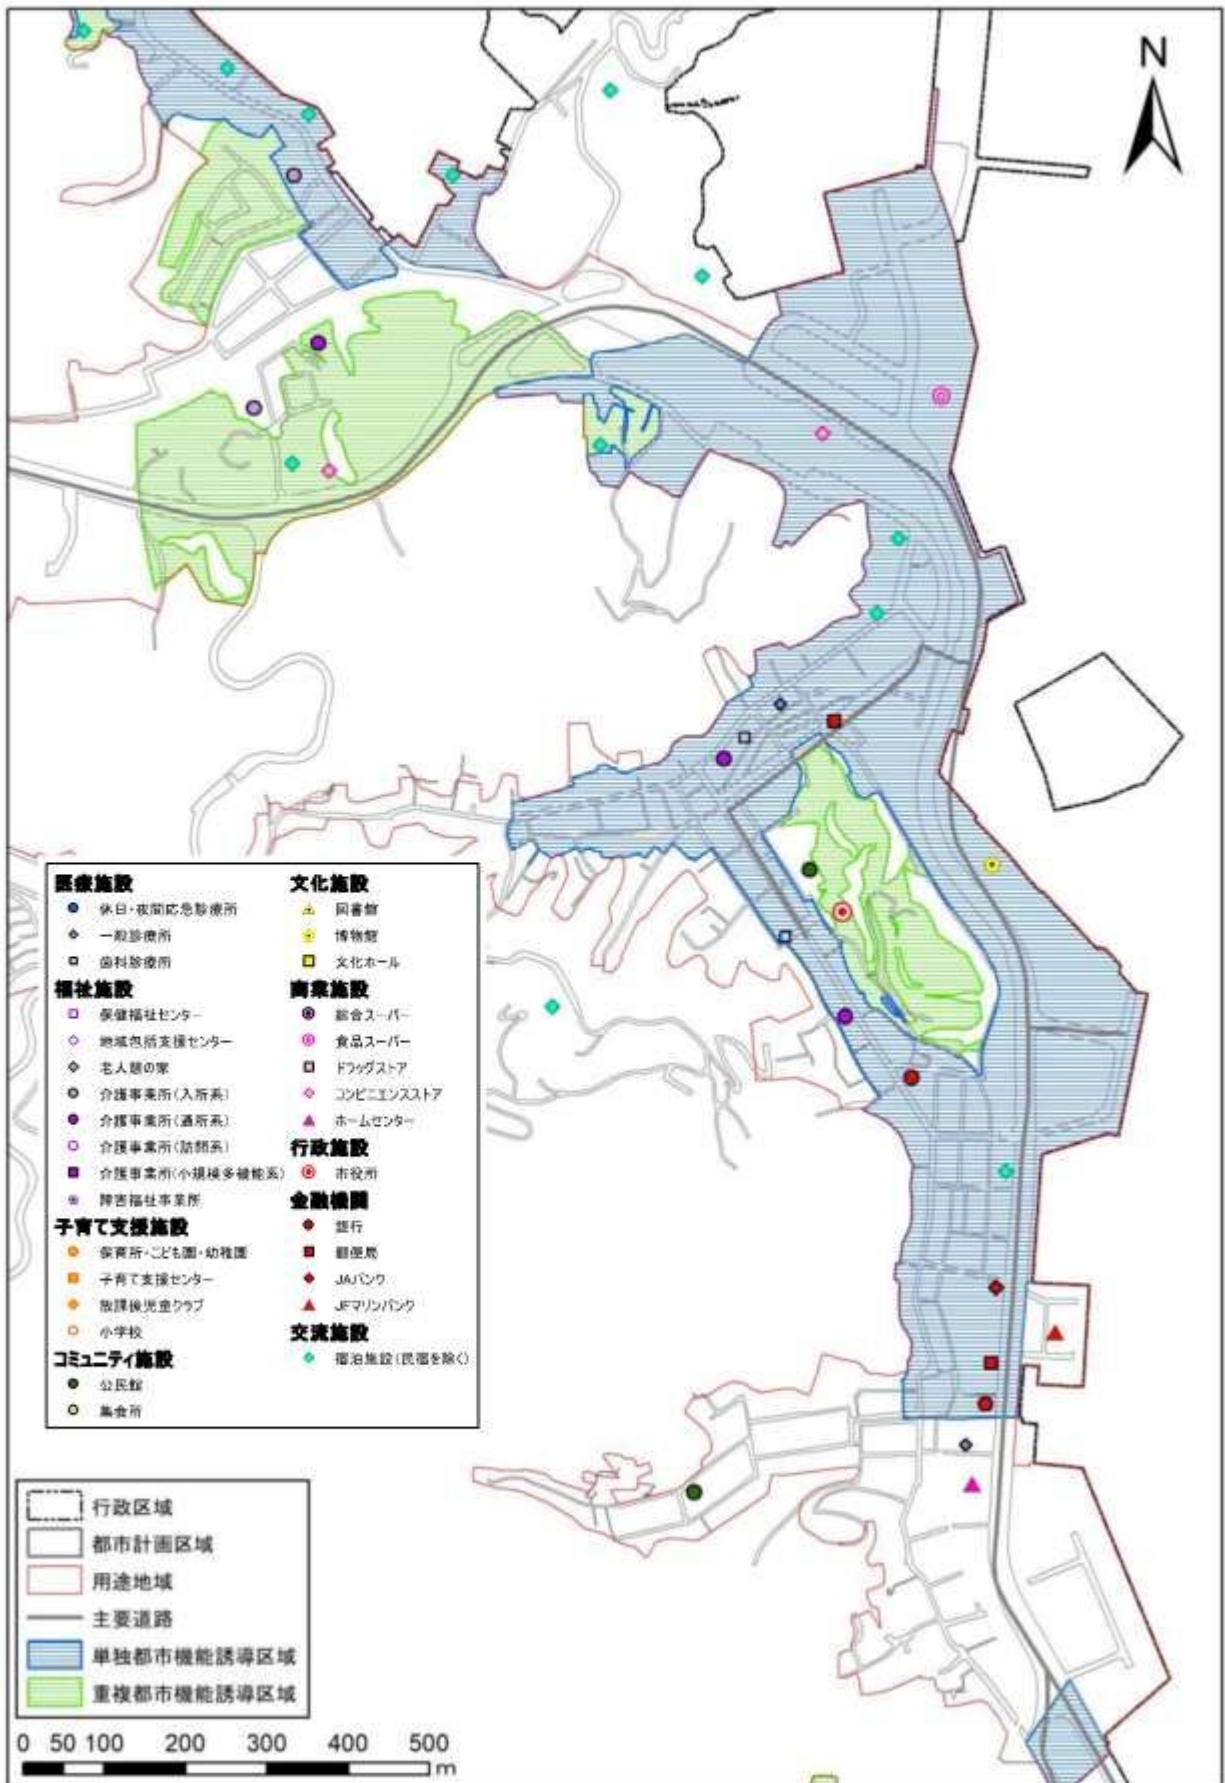 N
医療施設
休日・夜間応急診療所
一般診療所
歯科診療所
福祉施設
保健福祉センター
地域包括支援センター
老人憩の家
介護事業所(入所系)
介護事業所(通所系)
介護事業所(訪問系)
介護事業所(小規模多機能系)
障害福祉事業所
子育て支援施設
保育所・こども園・幼稚園
子育て支援センター
放課後児童クラブ
小学校
コミュニティ施設
公民館
集会所
文化施設
図書館
博物館
文化ホール
商業施設
総合スーパー
食品スーパー
ドラッグストア
コンビニエンスストア
ホームセンター
行政施設
市役所
金融機関
銀行
郵便局
JAバンク
JFマリンバンク
交流施設
宿泊施設(民宿を除く)
行政区域
都市計画区域
用途地域
主要道路
単独都市機能誘導区域
重複都市機能誘導区域
0 50 100 200 300 400 500
m